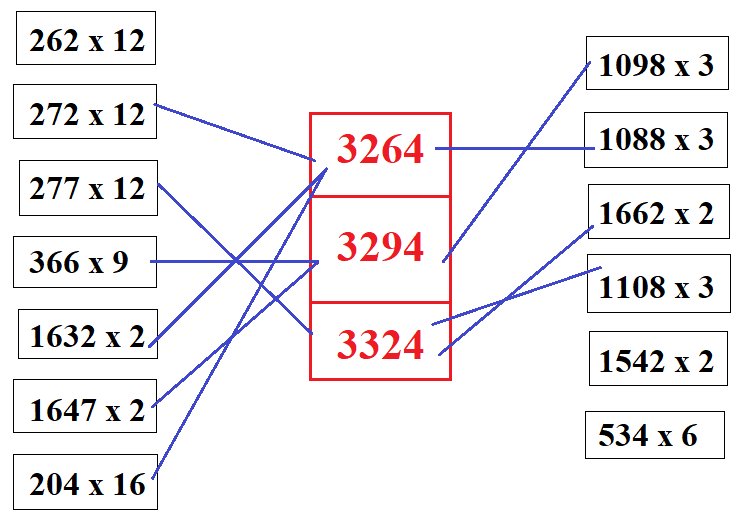 262 x 12
272 x 12
277 x 12
366 x 9
1632 x 2
1647 x 2
204 x 16
3264
3294
3324
1098 x 3
1088 x 3
1662 x 2
1108 x 3
1542 x 2
534 x 6